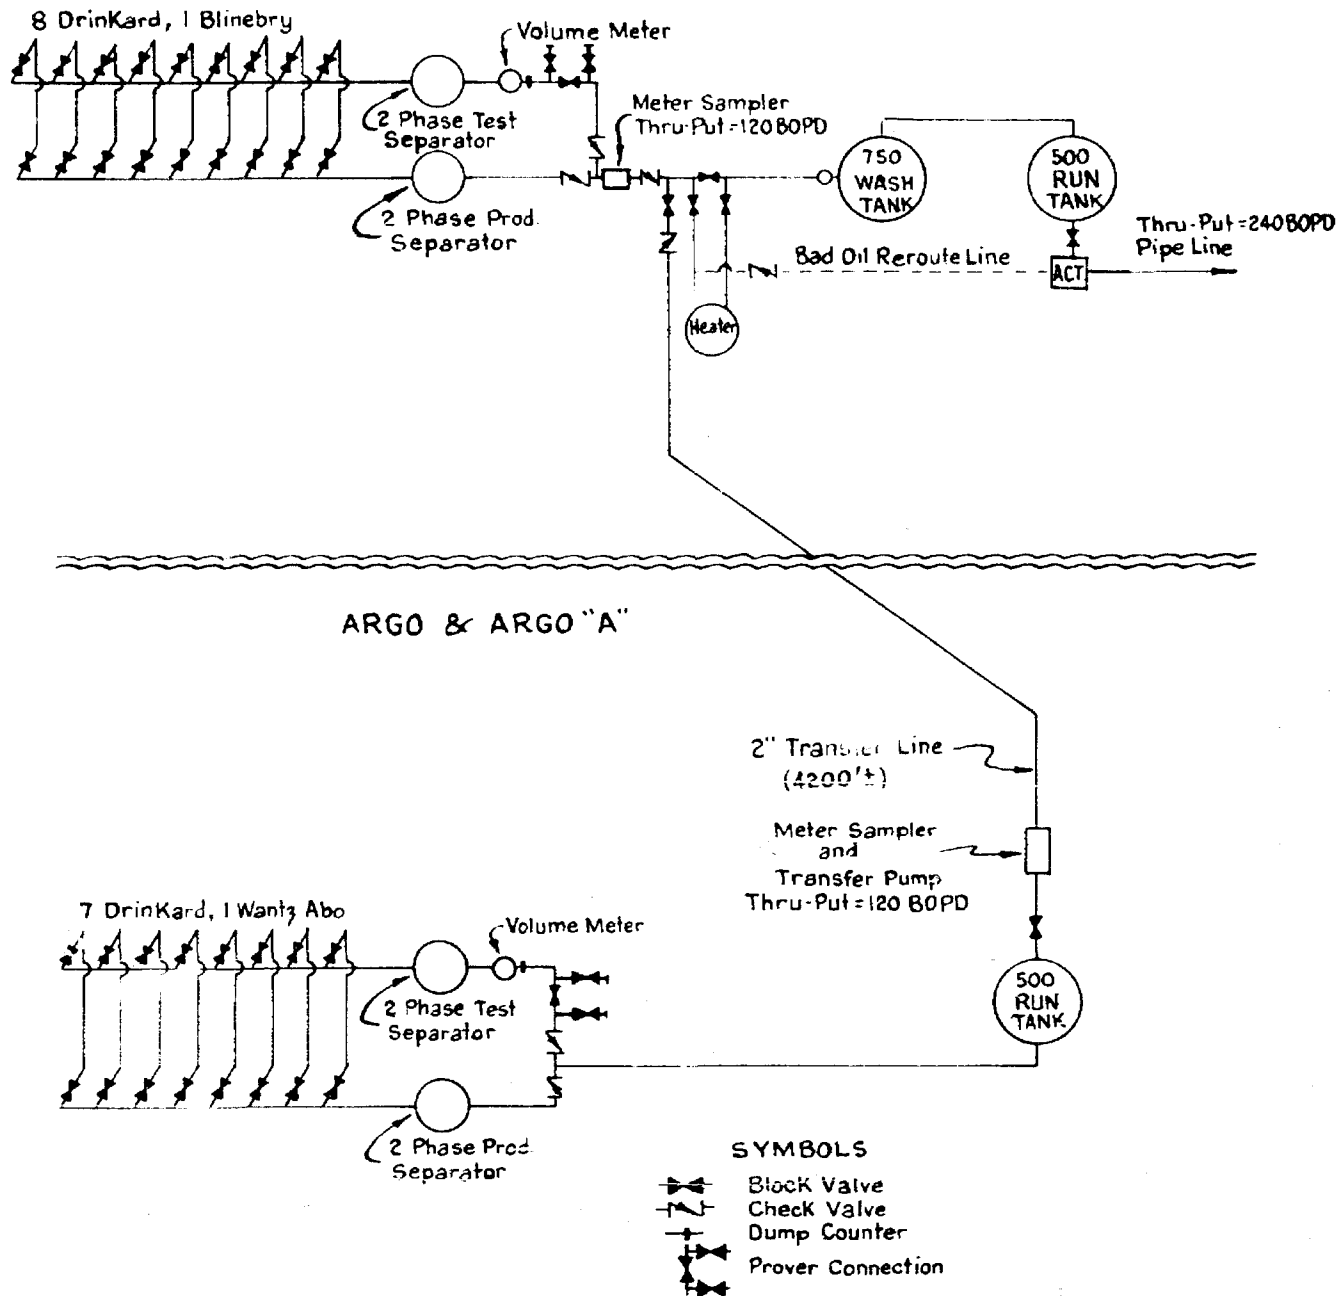 8 DrinKard, 1 Blinebry
Volume Meter
2 Phase Test
Separator
Meter Sampler
Thru-Put=120 BOPD
2 Phase Prod.
Separator
750
WASH
TANK
500
RUN
TANK
Thru-Put=240 BOPD
Pipe Line
Bad Oil Reroute Line
ACT
Heater
ARGO & ARGO "A"
2" Transfer Line
(4200'±)
Meter Sampler
and
Transfer Pump
Thru-Put=120 BOPD
7 DrinKard, 1 Wantz Abo
Volume Meter
2 Phase Test
Separator
500
RUN
TANK
2 Phase Prod.
Separator
SYMBOLS
Block Valve
Check Valve
Dump Counter
Prover Connection